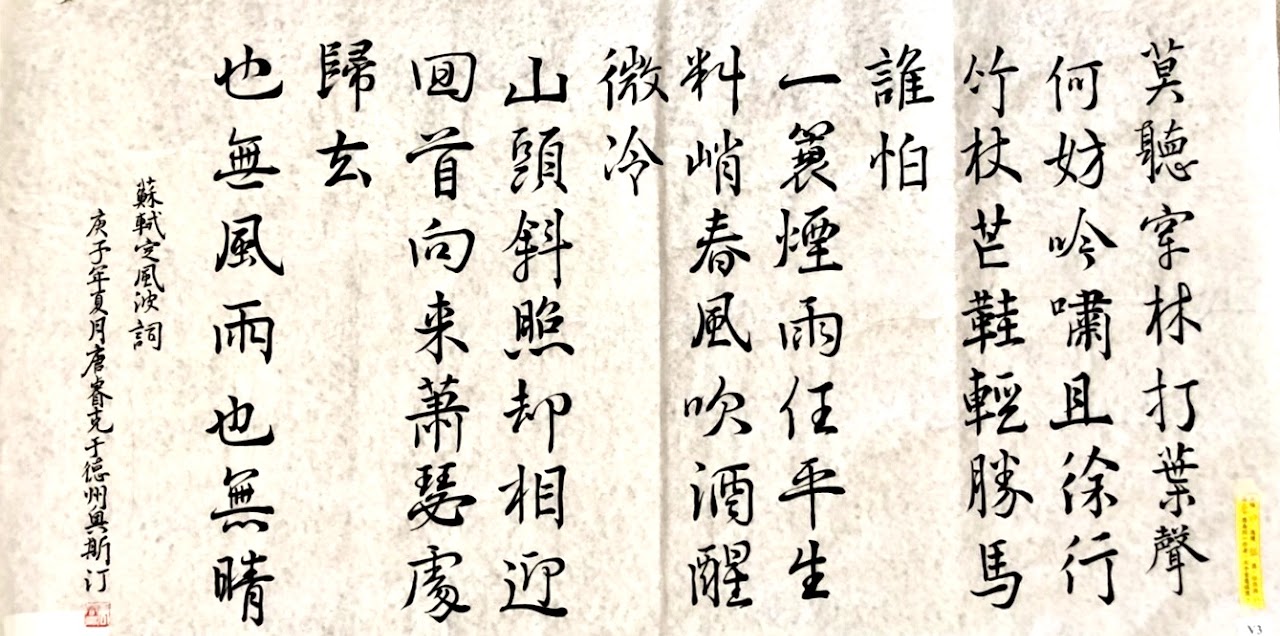 莫聽穿林打葉聲
何妨吟嘯且徐行
竹杖芒鞋輕勝馬
誰怕
一蓑煙雨任平生
料峭春風吹酒醒
微冷
山頭斜照却相迎
回首向来蕭瑟處
歸去
也無風雨也無晴
蘇軾定風波詞
庚子年夏月唐睿克于德州奥斯汀
V3